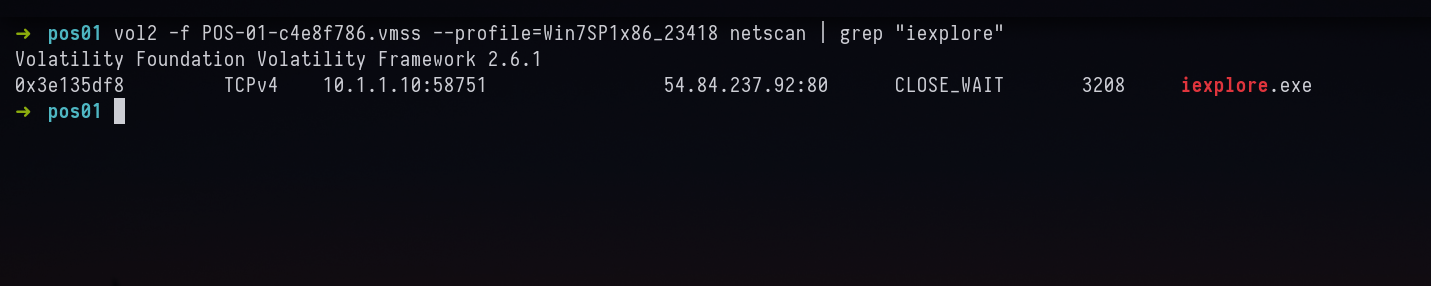 → pos01 vol2 -f POS-01-c4e8f786.vmss --profile=Win7SP1x86_23418 netscan | grep "iexplore"
Volatility Foundation Volatility Framework 2.6.1
0x3e135df8 TCPv4 10.1.1.10:58751 54.84.237.92:80 CLOSE_WAIT 3208 iexplore.exe
→ pos01